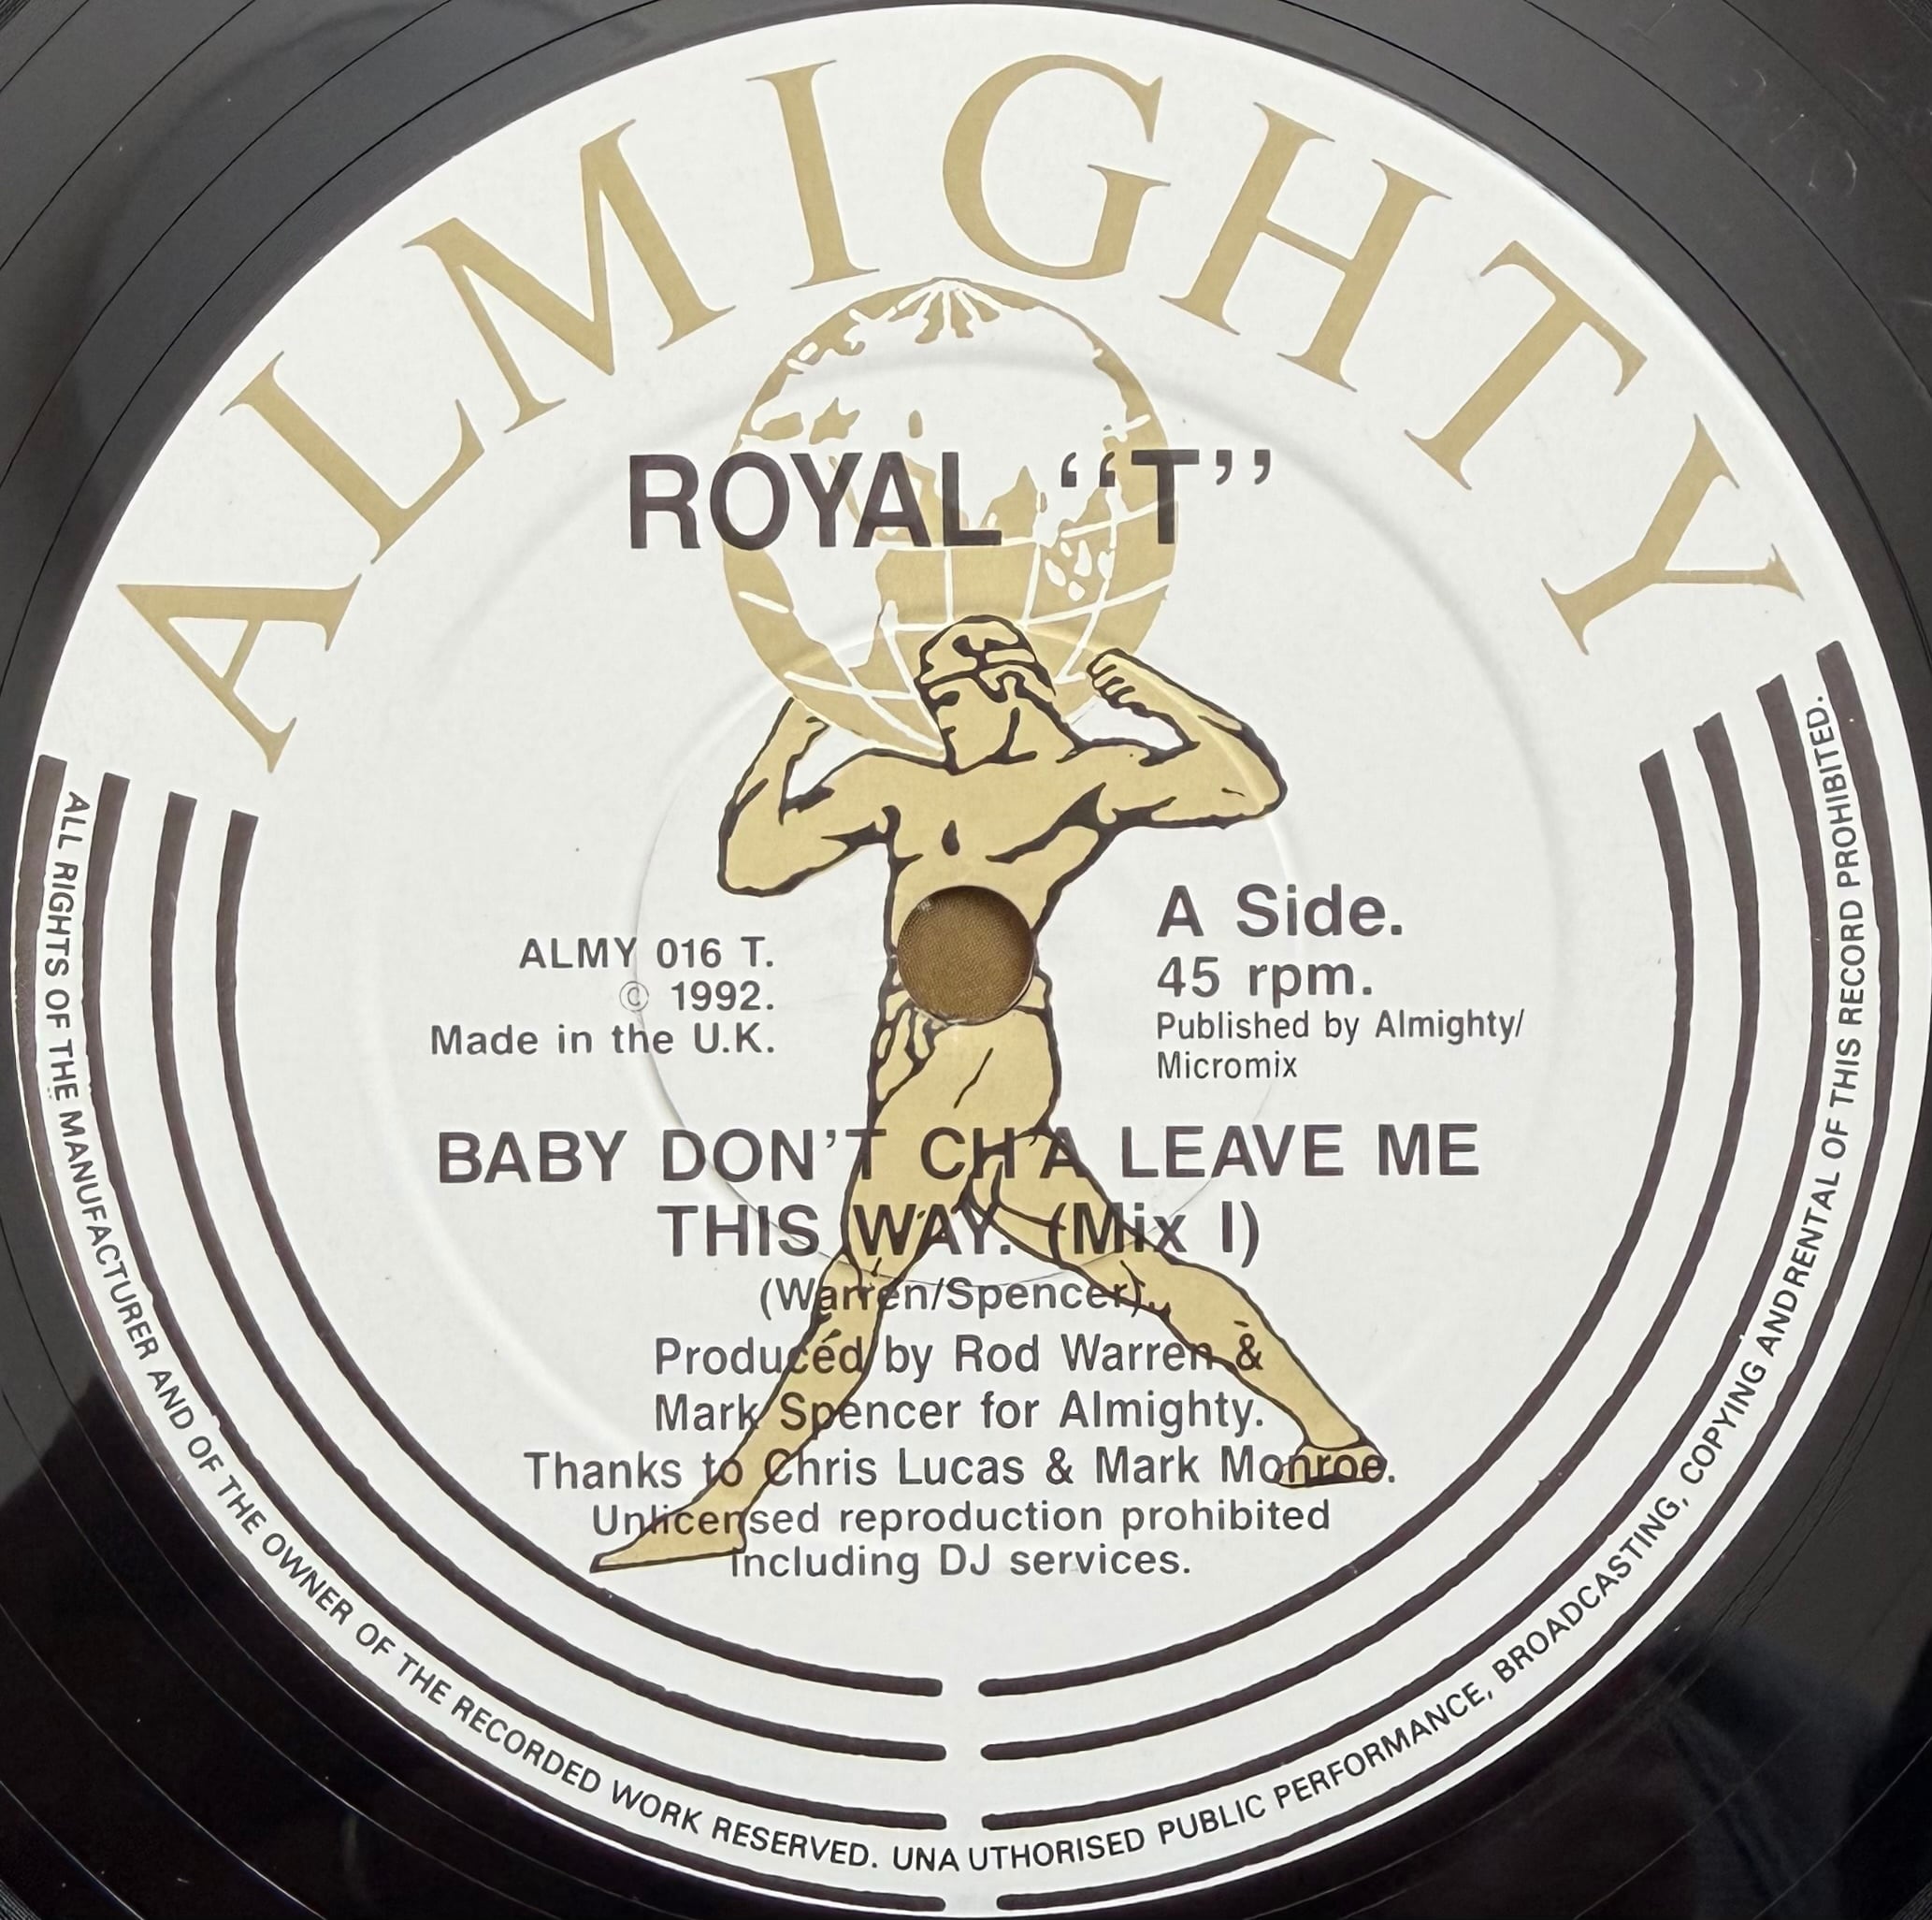 ALMIGHTY
ROYAL “T”
ALMY 016 T.
© 1992.
Made in the U.K.
A Side.
45 rpm.
Published by Almighty/
Micromix
BABY DON'T CH'A LEAVE ME
THIS WAY. (Mix I)
(Warren/Spencer).
Produced by Rod Warren &
Mark Spencer for Almighty.
Thanks to Chris Lucas & Mark Monroe.
Unlicensed reproduction prohibited
including DJ services.
ALL RIGHTS OF THE MANUFACTURER AND OF THE OWNER OF THE RECORDED WORK RESERVED. UNA UTHORISED PUBLIC PERFORMANCE, BROADCASTING, COPYING ANDRENTAL OF THIS RECORD PROHIBITED.